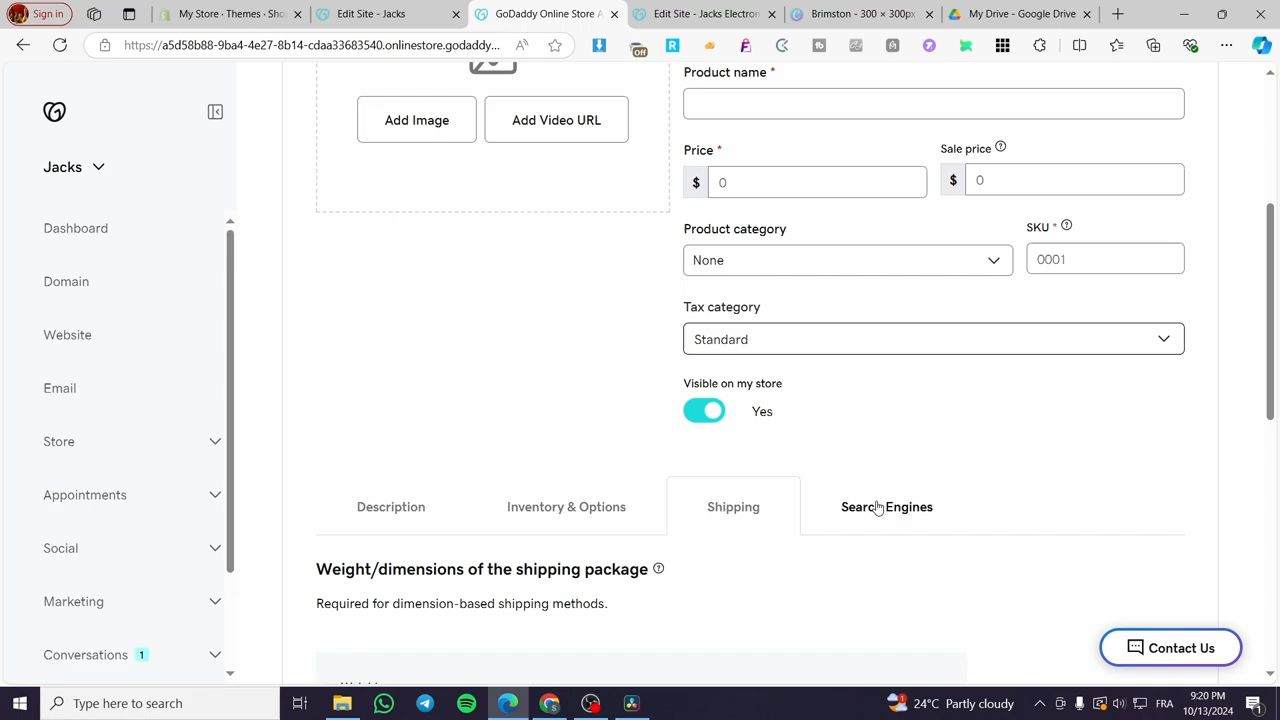 Sign in
My Store · Themes · Sho
Edit Site - Jacks
GoDaddy Online Store A
Edit Site - Jacks Electron
Brimston – 300 × 300p
My Drive - Google Driv
https://a5d58b88-9ba4-4e27-8b14-cdaa33683540.onlinestore.godaddy...
Off
Jacks
Dashboard
Domain
Website
Email
Store
Appointments
Social
Marketing
Conversations 1
Add Image
Add Video URL
Product name *
Price *
Sale price
$ 0
$ 0
Product category
SKU *
None
0001
Tax category
Standard
Visible on my store
Yes
Description
Inventory & Options
Shipping
Search Engines
Weight/dimensions of the shipping package
Required for dimension-based shipping methods.
Contact Us
Type here to search
1
24°C Partly cloudy
FRA
9:20 PM
10/13/2024